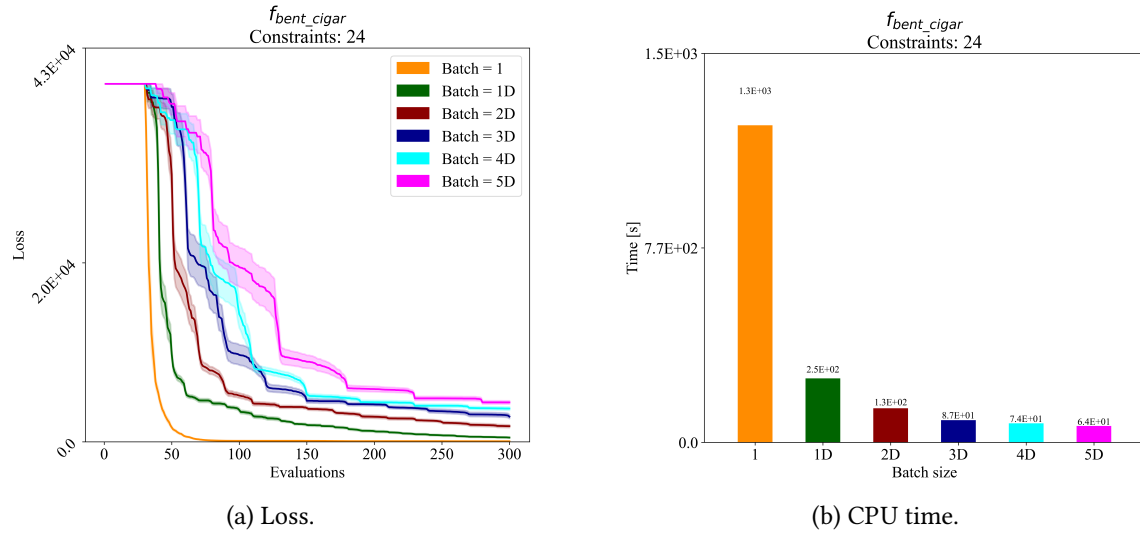 f_bent_cigar
Constraints: 24
4.3E+04
2.0E+04
0.0
Loss
Batch = 1
Batch = 1D
Batch = 2D
Batch = 3D
Batch = 4D
Batch = 5D
0 50 100 150 200 250 300
Evaluations
(a) Loss.
f_bent_cigar
Constraints: 24
1.5E+03
7.7E+02
0.0
Time [s]
1.3E+03
2.5E+02
1.3E+02
8.7E+01
7.4E+01
6.4E+01
1 1D 2D 3D 4D 5D
Batch size
(b) CPU time.